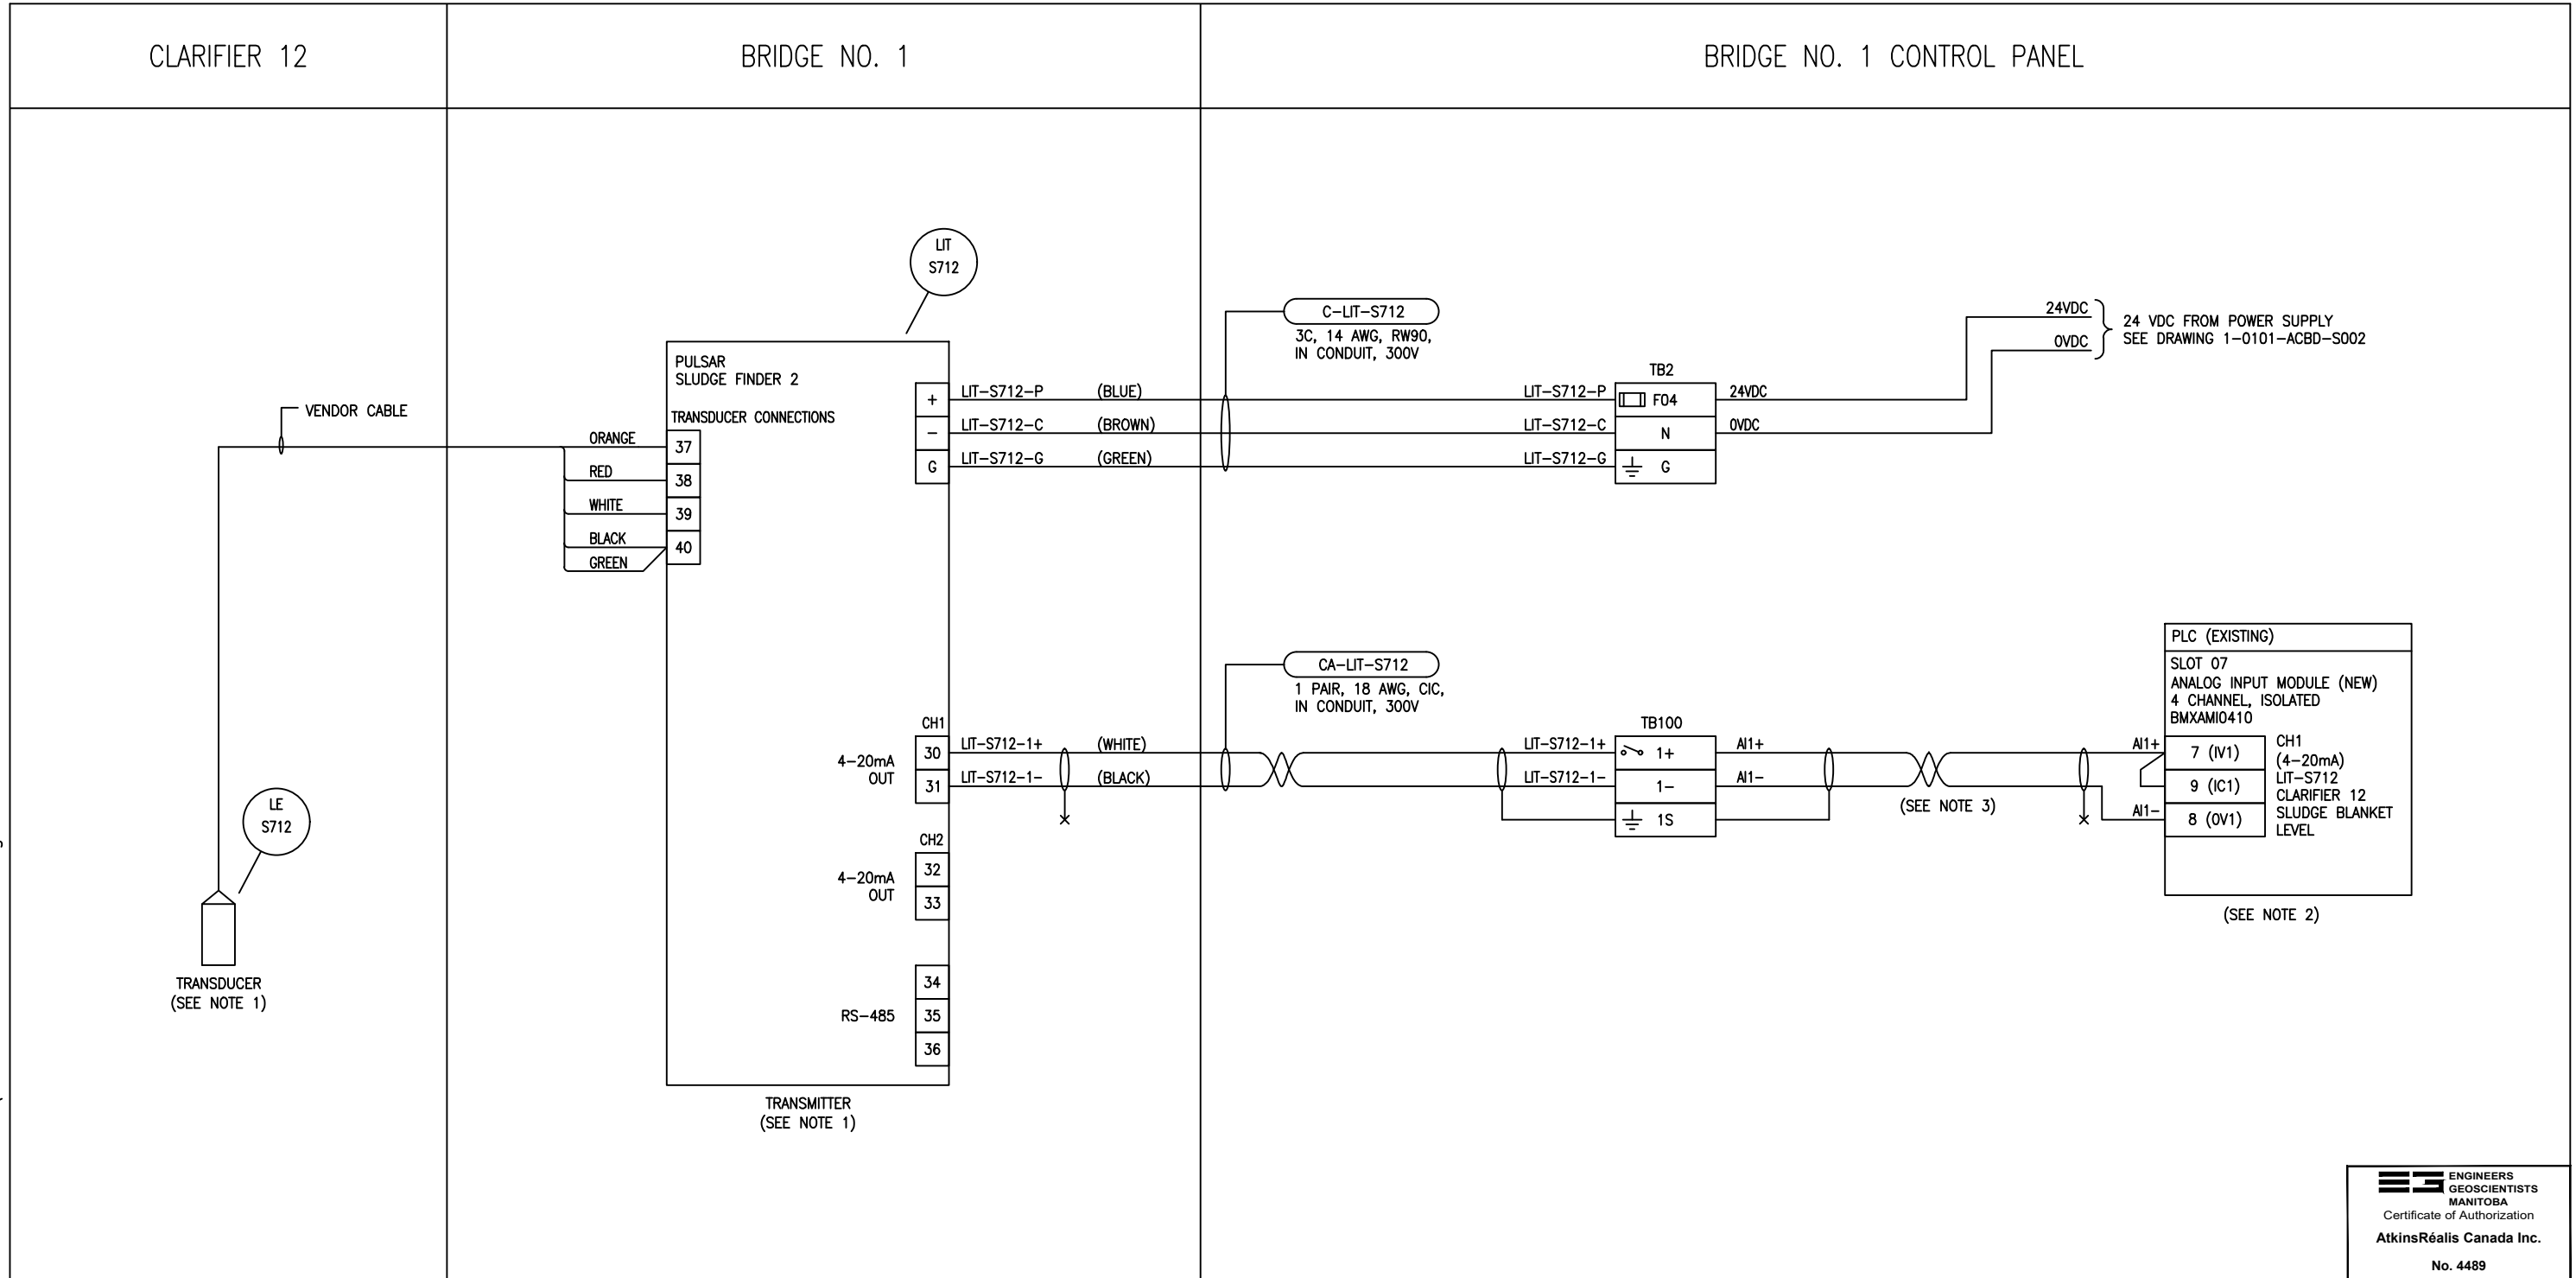 CLARIFIER 12
BRIDGE NO. 1
BRIDGE NO. 1 CONTROL PANEL
VENDOR CABLE
LE
S712
TRANSDUCER
(SEE NOTE 1)
LIT
S712
PULSAR
SLUDGE FINDER 2
TRANSDUCER CONNECTIONS
ORANGE
37
RED
38
WHITE
39
BLACK
40
GREEN
+
LIT-S712-P
(BLUE)
-
LIT-S712-C
(BROWN)
G
LIT-S712-G
(GREEN)
CH1
4-20mA
OUT
30
LIT-S712-1+
(WHITE)
31
LIT-S712-1-
(BLACK)
CH2
4-20mA
OUT
32
33
RS-485
34
35
36
TRANSMITTER
(SEE NOTE 1)
C-LIT-S712
3C, 14 AWG, RW90,
IN CONDUIT, 300V
TB2
LIT-S712-P
F04
24VDC
LIT-S712-C
N
0VDC
LIT-S712-G
G
24VDC
0VDC
24 VDC FROM POWER SUPPLY
SEE DRAWING 1-0101-ACBD-S002
CA-LIT-S712
1 PAIR, 18 AWG, CIC,
IN CONDUIT, 300V
TB100
LIT-S712-1+
1+
AI1+
LIT-S712-1-
1-
AI1-
1S
(SEE NOTE 3)
PLC (EXISTING)
SLOT 07
ANALOG INPUT MODULE (NEW)
4 CHANNEL, ISOLATED
BMXAMI0410
AI1+
7 (IV1)
9 (IC1)
AI1-
8 (0V1)
CH1
(4-20mA)
LIT-S712
CLARIFIER 12
SLUDGE BLANKET
LEVEL
(SEE NOTE 2)
ENGINEERS
GEOSCIENTISTS
MANITOBA
Certificate of Authorization
AtkinsRéalis Canada Inc.
No. 4489